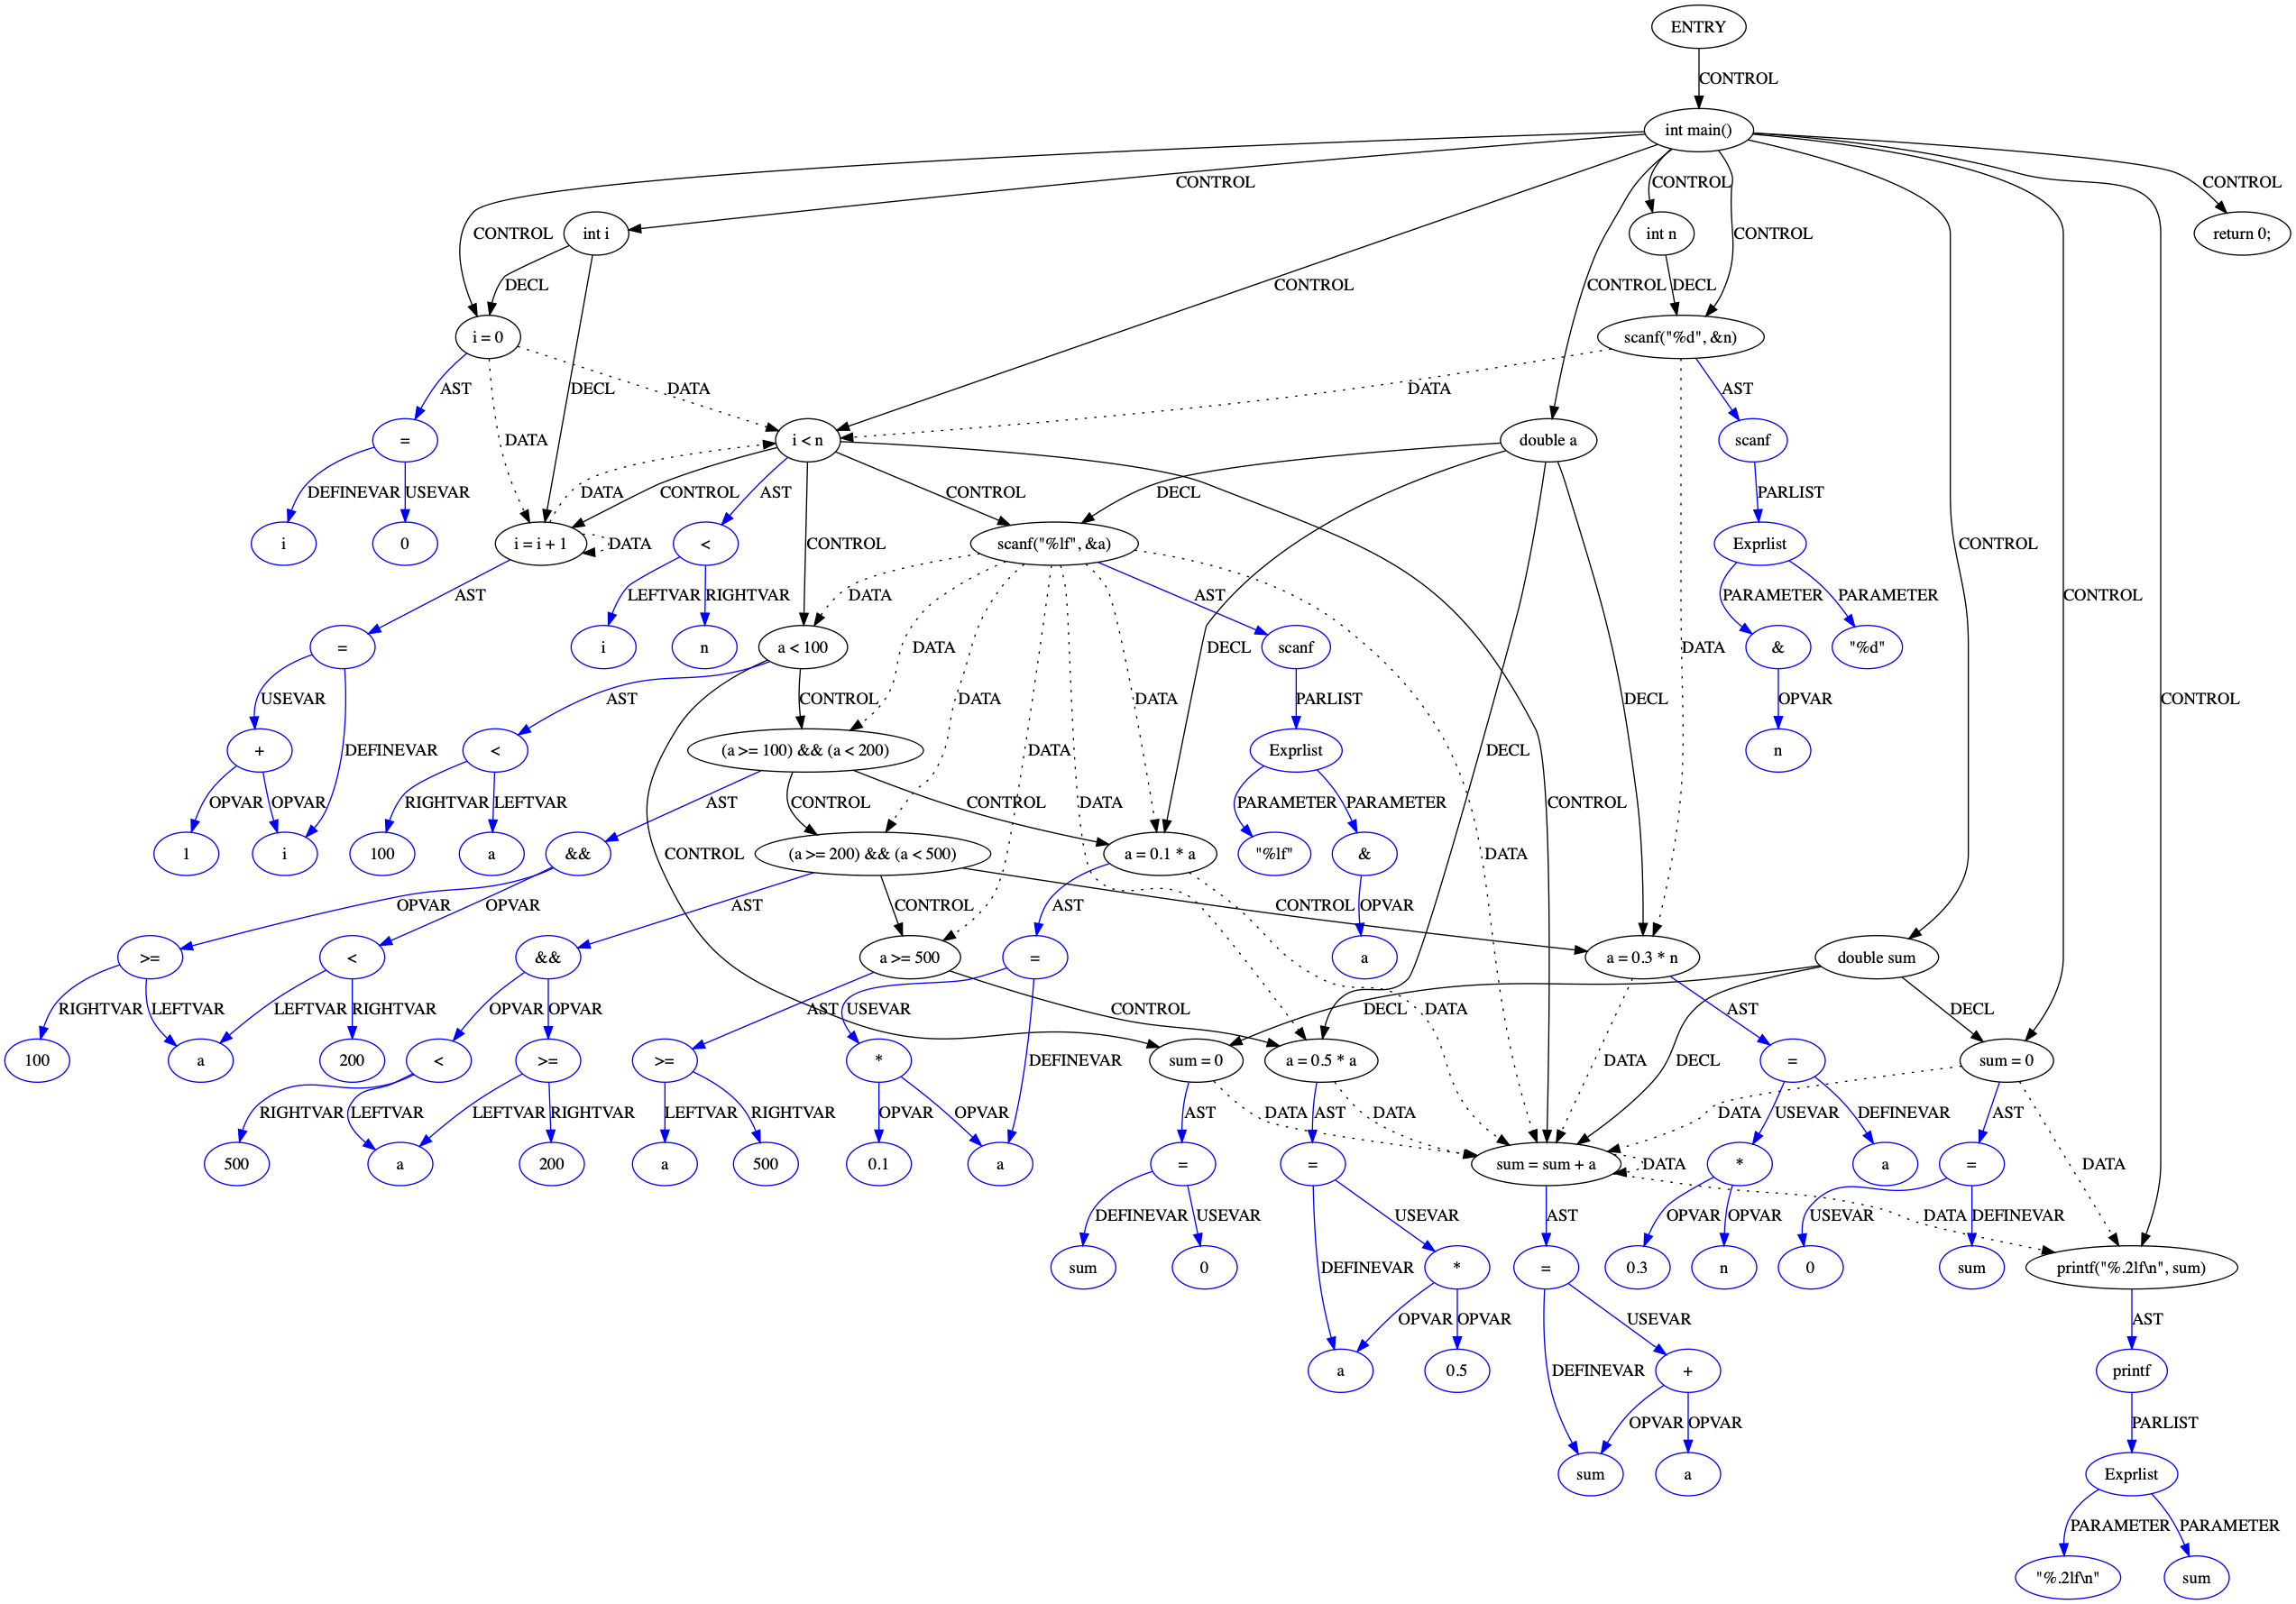 ENTRY
CONTROL
int main()
CONTROL
CONTROL
CONTROL
int i
int n
return 0;
CONTROL
CONTROL
DECL
CONTROL
CONTROL
DECL
i = 0
scanf("%d", &n)
AST
DATA
DECL
DATA
AST
DATA
=
i < n
double a
scanf
DEFINEVAR
USEVAR
DATA
CONTROL
AST
CONTROL
DECL
PARLIST
i
0
i = i + 1
DATA
<
CONTROL
scanf("%lf", &a)
Exprlist
CONTROL
AST
LEFTVAR
RIGHTVAR
DATA
AST
PARAMETER
PARAMETER
CONTROL
=
i
n
a < 100
DATA
scanf
DECL
DATA
&
"%d"
USEVAR
AST
CONTROL
DATA
DATA
PARLIST
DECL
OPVAR
CONTROL
+
DEFINEVAR
<
(a >= 100) && (a < 200)
DATA
Exprlist
DECL
n
OPVAR
OPVAR
RIGHTVAR
LEFTVAR
AST
CONTROL
CONTROL
DATA
PARAMETER
PARAMETER
CONTROL
1
i
100
a
&&
CONTROL
(a >= 200) && (a < 500)
a = 0.1 * a
"%lf"
&
DATA
OPVAR
OPVAR
AST
CONTROL
AST
CONTROL
OPVAR
>=
<
&&
a >= 500
=
a
a = 0.3 * n
double sum
RIGHTVAR
LEFTVAR
LEFTVAR
RIGHTVAR
OPVAR
OPVAR
AST
USEVAR
CONTROL
DECL
DATA
AST
DECL
100
a
200
<
>=
>=
*
DEFINEVAR
sum = 0
a = 0.5 * a
DATA
DECL
=
sum = 0
RIGHTVAR
LEFTVAR
LEFTVAR
RIGHTVAR
LEFTVAR
RIGHTVAR
OPVAR
OPVAR
AST
DATA
AST
DATA
DATA
USEVAR
DEFINEVAR
AST
500
a
200
a
500
0.1
a
=
=
sum = sum + a
DATA
*
a
=
DATA
DEFINEVAR
USEVAR
USEVAR
AST
OPVAR
OPVAR
USEVAR
DATA
DEFINEVAR
sum
0
DEFINEVAR
*
=
0.3
n
0
sum
printf("%.2lf\n", sum)
OPVAR
OPVAR
USEVAR
AST
a
0.5
DEFINEVAR
+
printf
OPVAR
OPVAR
PARLIST
sum
a
Exprlist
PARAMETER
PARAMETER
"%.2lf\n"
sum